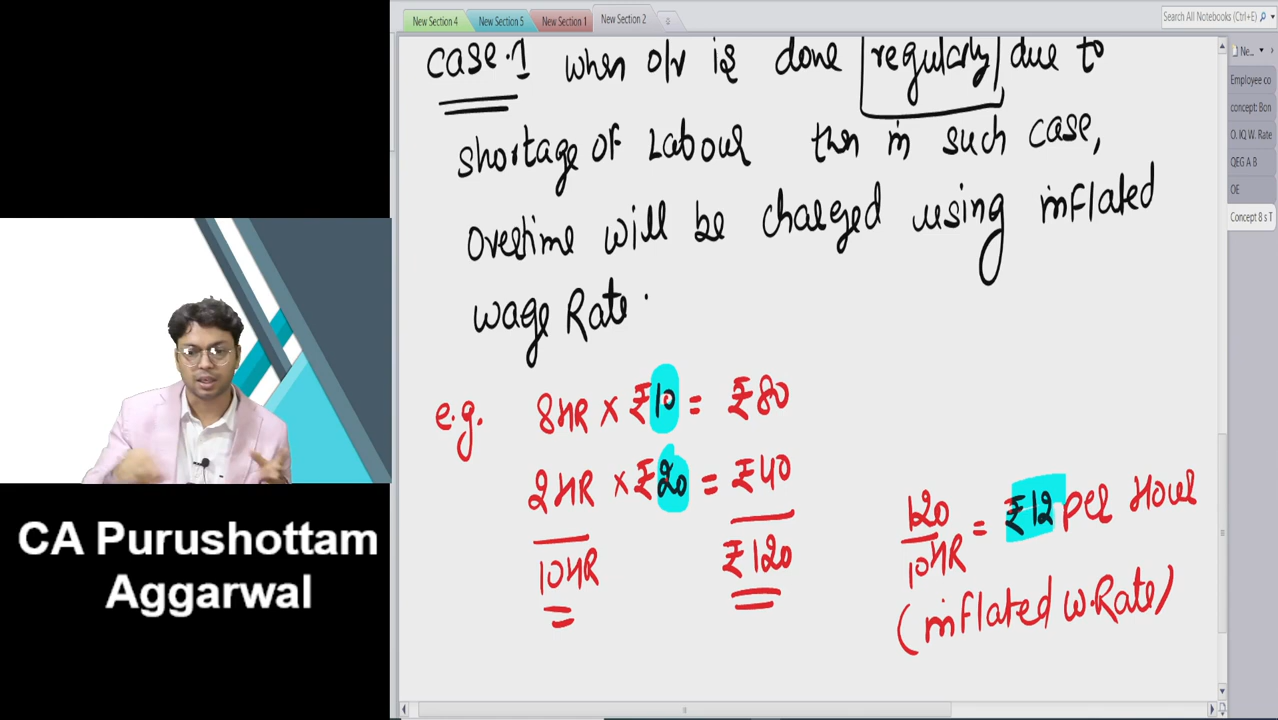 New Section 4
New Section 5
New Section 1
New Section 2
Search All Notebooks (Ctrl+E)
Ne...
Employee co
concept: Bon
O. IQ W. Rate
QEG A B
OE
Concept 8 s T
case.1 when o/v is done regularly due to
shortage of Labour then in such case,
overtime will be charged using inflated
wage Rate.
e.g. 8HR × ₹10 = ₹80
2HR × ₹20 = ₹40
10HR ₹120
120
10HR = ₹12 per Hour
(inflated w.Rate)
CA Purushottam
Aggarwal